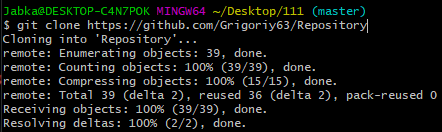 Jabka@DESKTOP-C4N7POK MINGW64 ~/Desktop/111 (master)
$ git clone https://github.com/Grigoriy63/Repository
Cloning into 'Repository'...
remote: Enumerating objects: 39, done.
remote: Counting objects: 100% (39/39), done.
remote: Compressing objects: 100% (15/15), done.
remote: Total 39 (delta 2), reused 36 (delta 2), pack-reused 0
Receiving objects: 100% (39/39), done.
Resolving deltas: 100% (2/2), done.